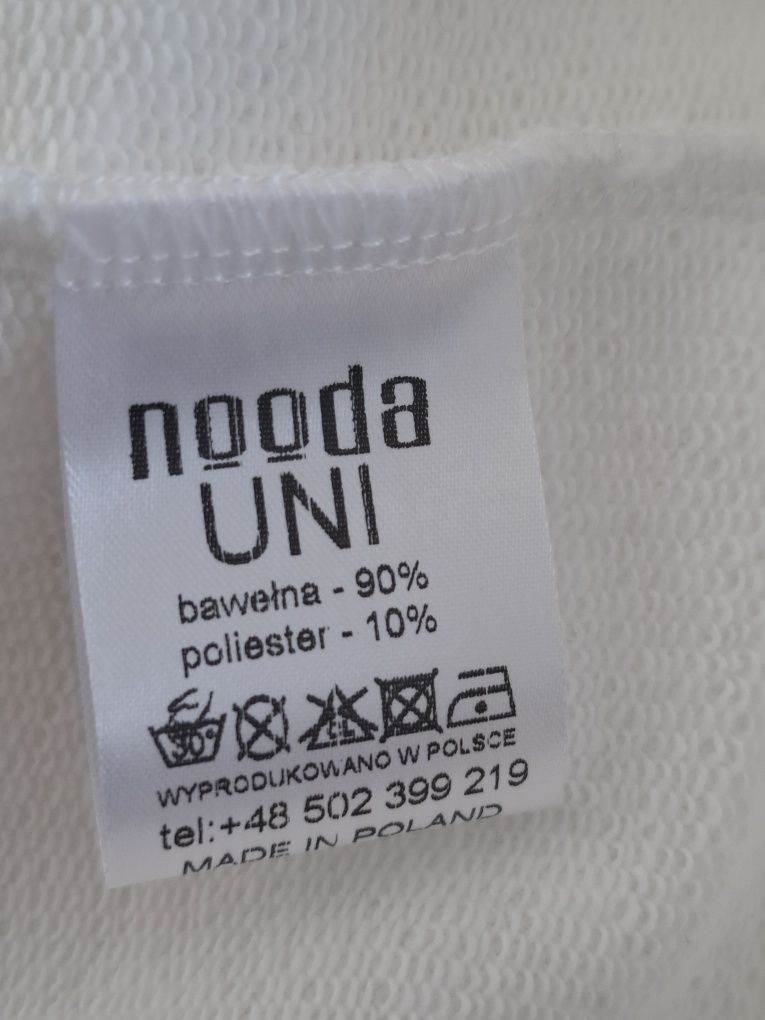 nooda
UNI
bawełna - 90%
poliester - 10%
30°
WYPRODUKOWANO W POLSCE
tel:+48 502 399 219
MADE IN POLAND